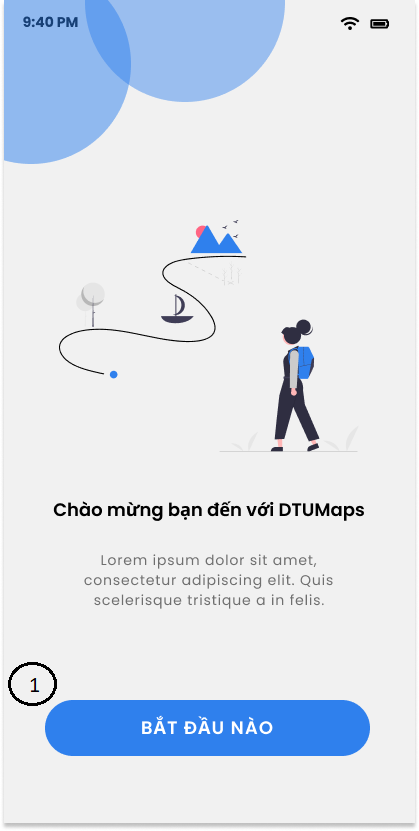 9:40 PM
Chào mừng bạn đến với DTUMaps
Lorem ipsum dolor sit amet,
consectetur adipiscing elit. Quis
scelerisque tristique a in felis.
1
BẮT ĐẦU NÀO